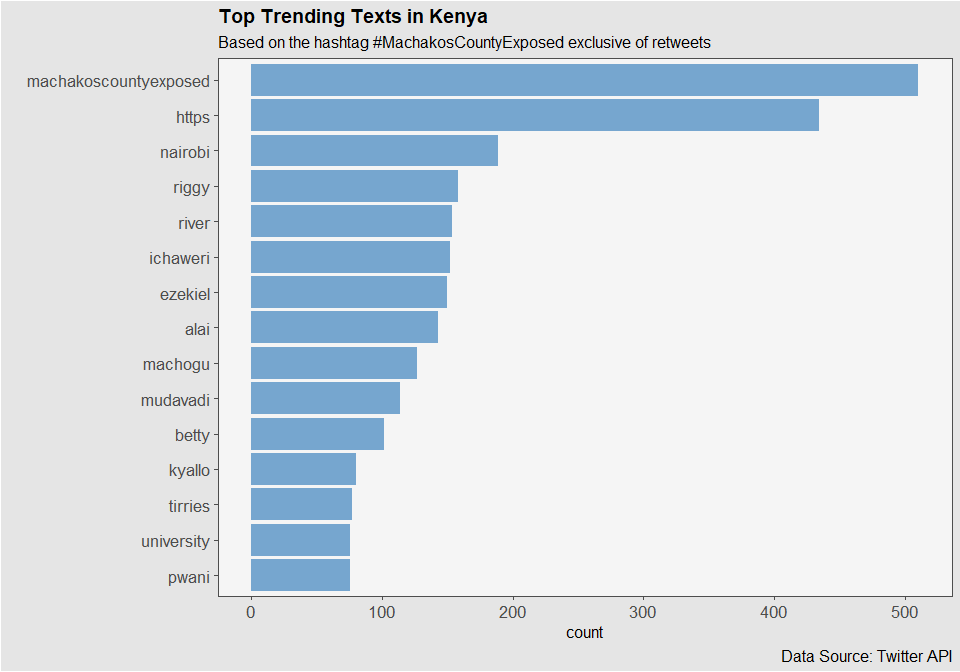 Top Trending Texts in Kenya
Based on the hashtag #MachakosCountyExposed exclusive of retweets
machakoscountyexposed
https
nairobi
riggy
river
ichaweri
ezekiel
alai
machogu
mudavadi
betty
kyallo
tirries
university
pwani
0 100 200 300 400 500
count
Data Source: Twitter API